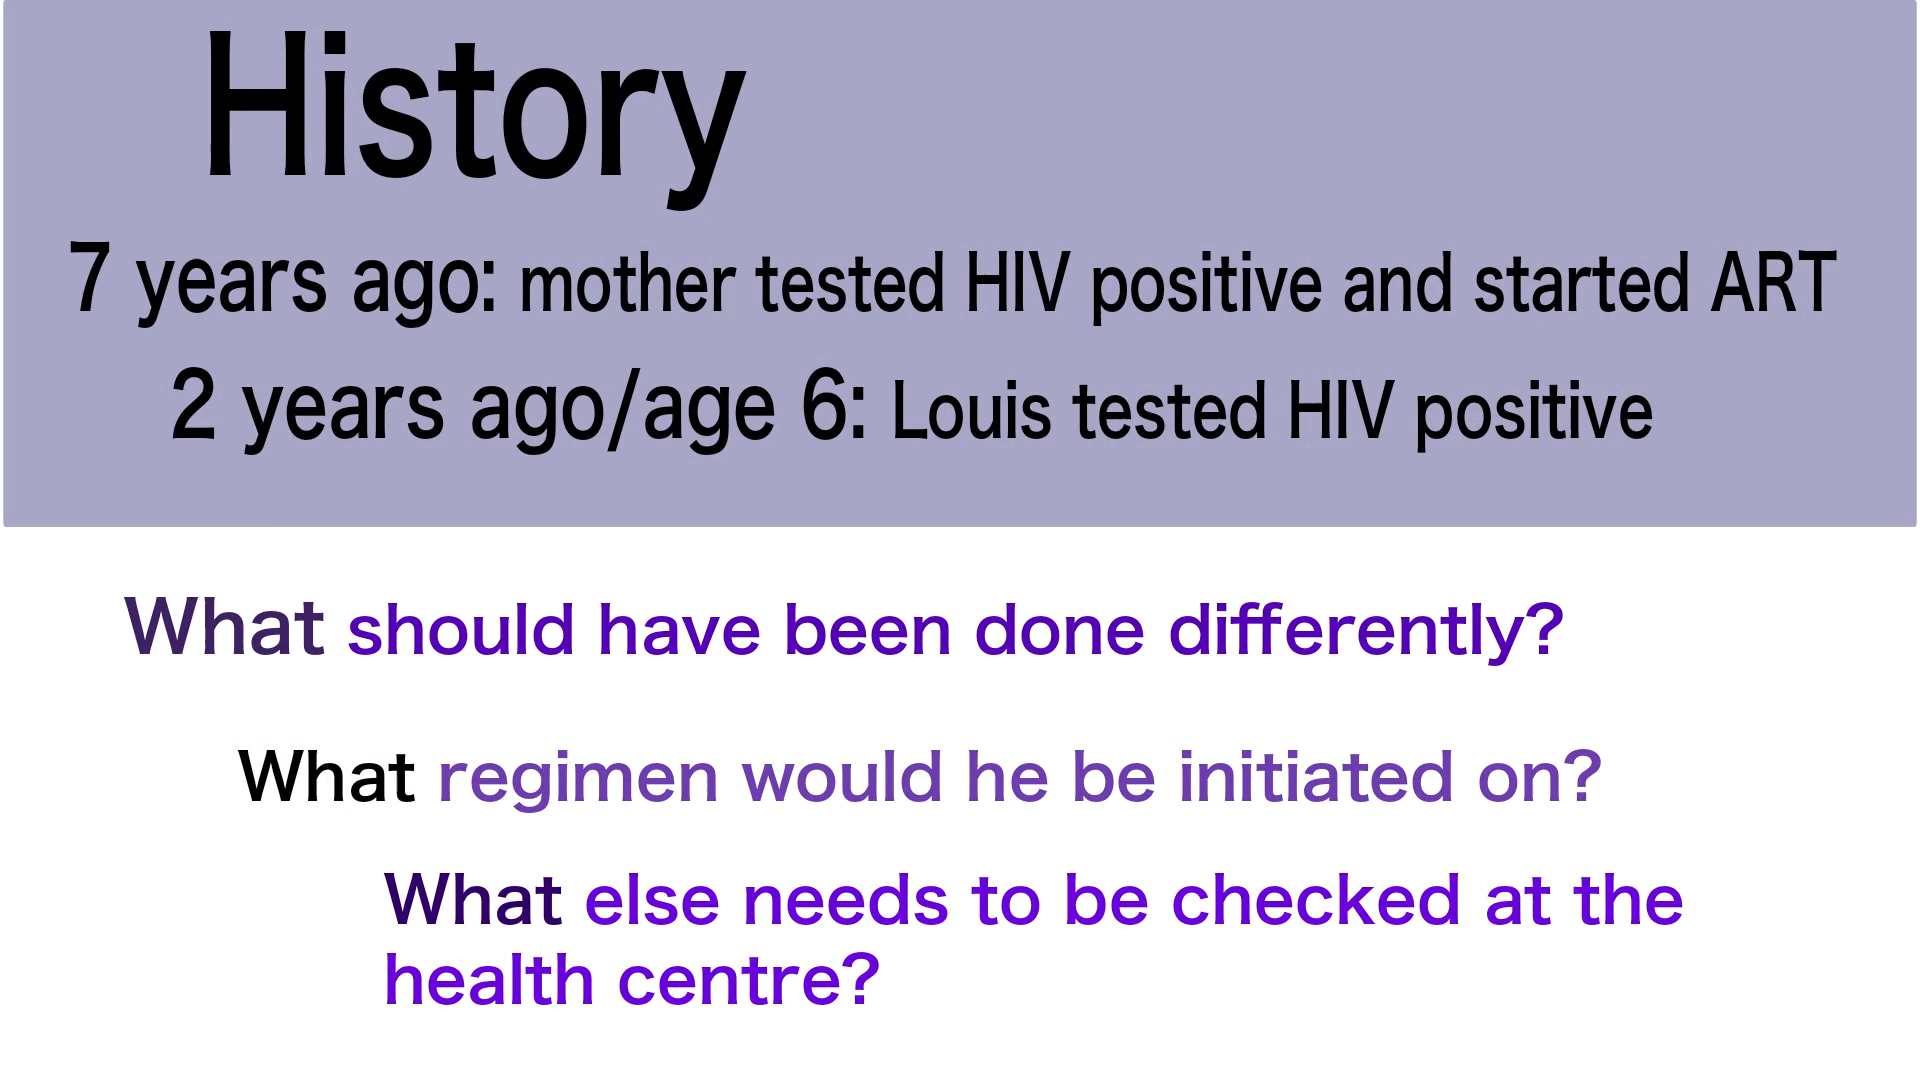 History
7 years ago: mother tested HIV positive and started ART
2 years ago/age 6: Louis tested HIV positive
What should have been done differently?
What regimen would he be initiated on?
What else needs to be checked at the
health centre?